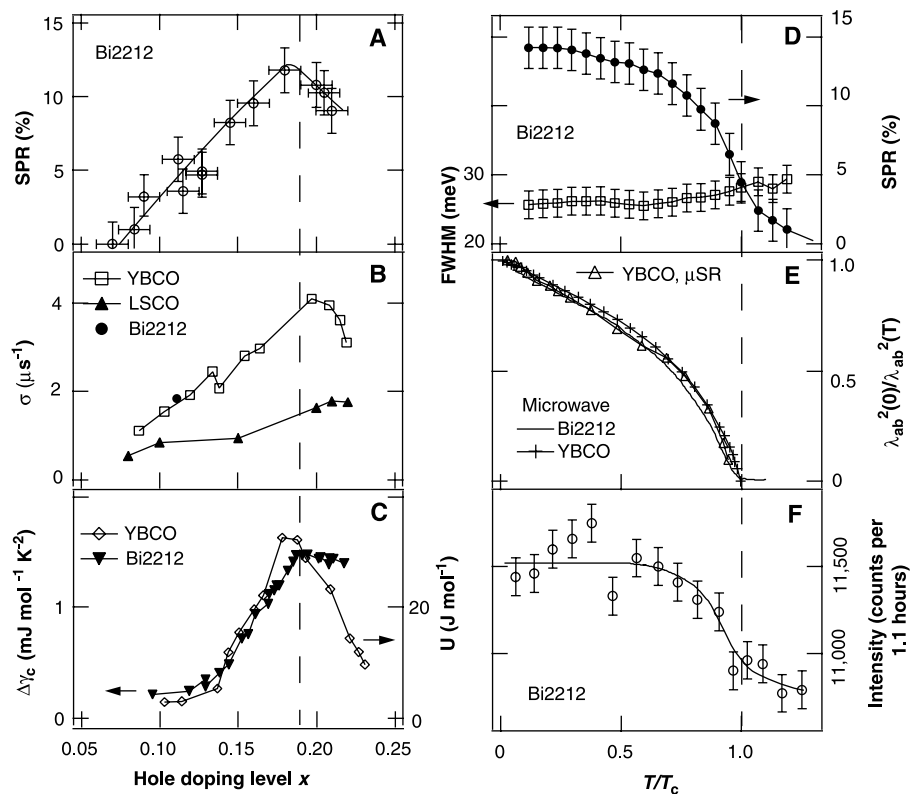 15
10
5
0
SPR (%)
Bi2212
A
4
2
0
σ (μs⁻¹)
YBCO
LSCO
Bi2212
B
1
0
Δγc (mJ mol⁻¹ K⁻²)
YBCO
Bi2212
C
20
0
U (J mol⁻¹)
0.05
0.10
0.15
0.20
0.25
Hole doping level x
30
20
FWHM (meV)
Bi2212
D
15
10
5
0
SPR (%)
YBCO, μSR
E
Microwave
Bi2212
YBCO
1.0
0.5
0
λab²(0)/λab²(T)
F
Bi2212
11,500
11,000
Intensity (counts per
1.1 hours)
0
0.5
1.0
T/Tc